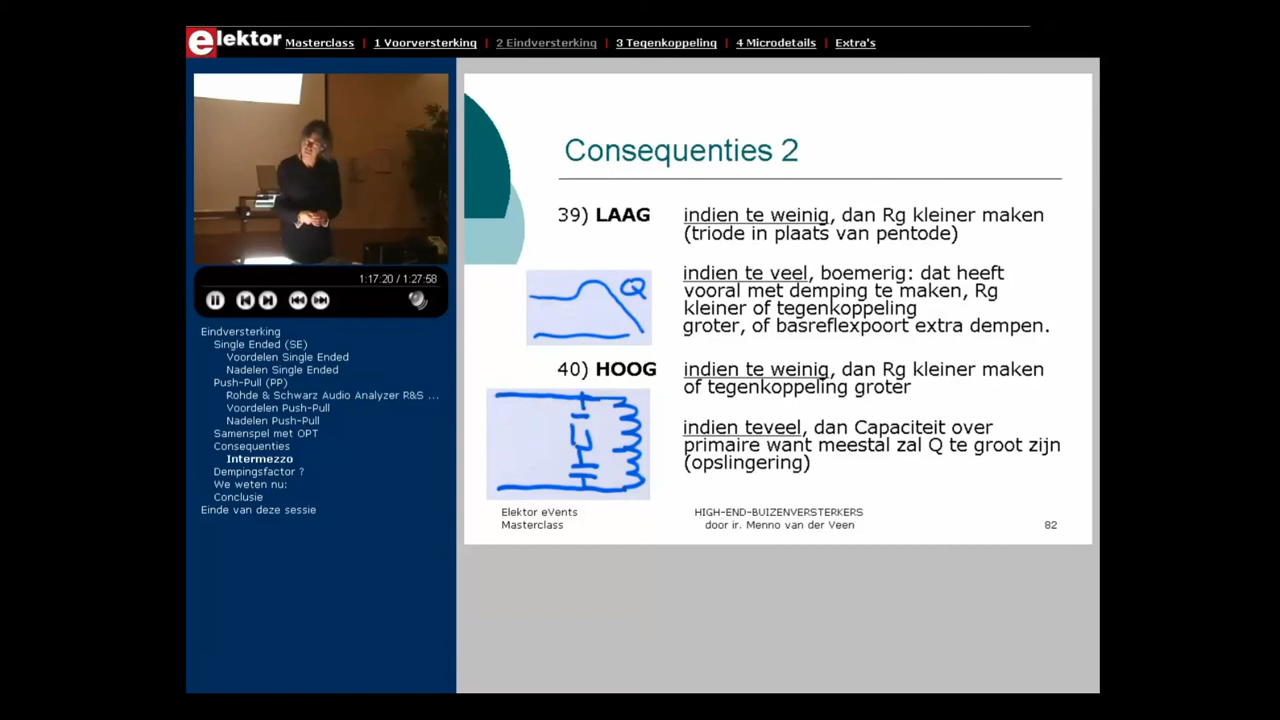 elektor Masterclass | 1 Voorversterking | 2 Eindversterking | 3 Tegenkoppeling | 4 Microdetails | Extra's
1:17:20 / 1:27:58
Eindversterking
Single Ended (SE)
Voordelen Single Ended
Nadelen Single Ended
Push-Pull (PP)
Rohde & Schwarz Audio Analyzer R&S ...
Voordelen Push-Pull
Nadelen Push-Pull
Samenspel met OPT
Consequenties
Intermezzo
Dempingsfactor ?
We weten nu:
Conclusie
Einde van deze sessie
Consequenties 2
39) LAAG indien te weinig, dan Rg kleiner maken
(triode in plaats van pentode)
indien te veel, boemerig: dat heeft
vooral met demping te maken, Rg
kleiner of tegenkoppeling
groter, of basreflexpoort extra dempen.
Q
40) HOOG indien te weinig, dan Rg kleiner maken
of tegenkoppeling groter
indien teveel, dan Capaciteit over
primaire want meestal zal Q te groot zijn
(opslingering)
Elektor eVents
Masterclass
HIGH-END-BUIZENVERSTERKERS
door ir. Menno van der Veen
82